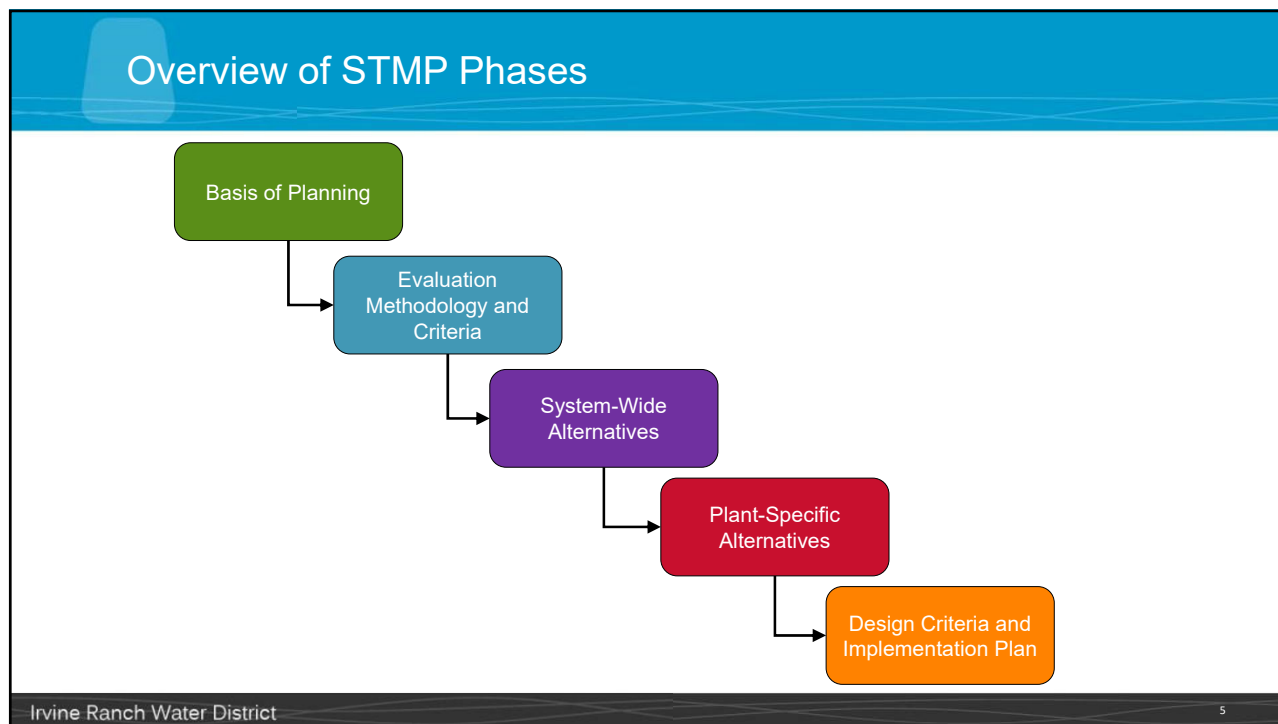 Overview of STMP Phases
Basis of Planning
Evaluation
Methodology and
Criteria
System-Wide
Alternatives
Plant-Specific
Alternatives
Design Criteria and
Implementation Plan
Irvine Ranch Water District
5